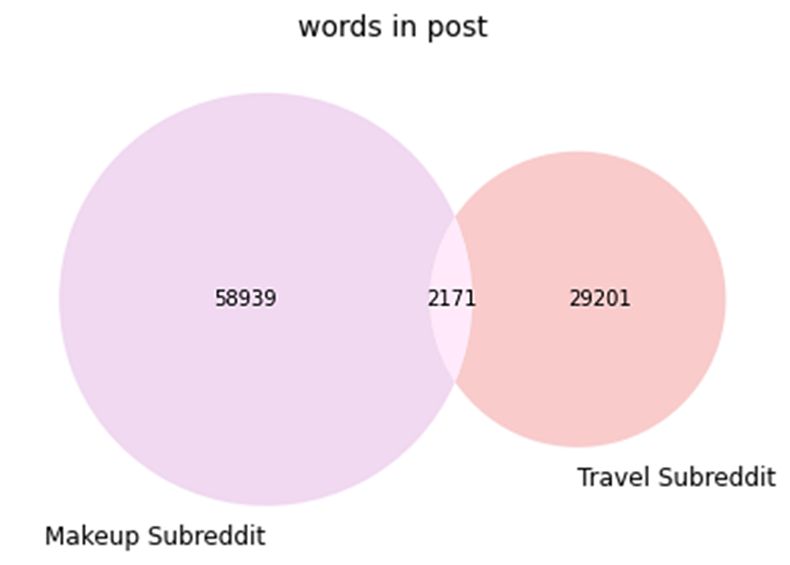 words in post
58939
2171
29201
Travel Subreddit
Makeup Subreddit